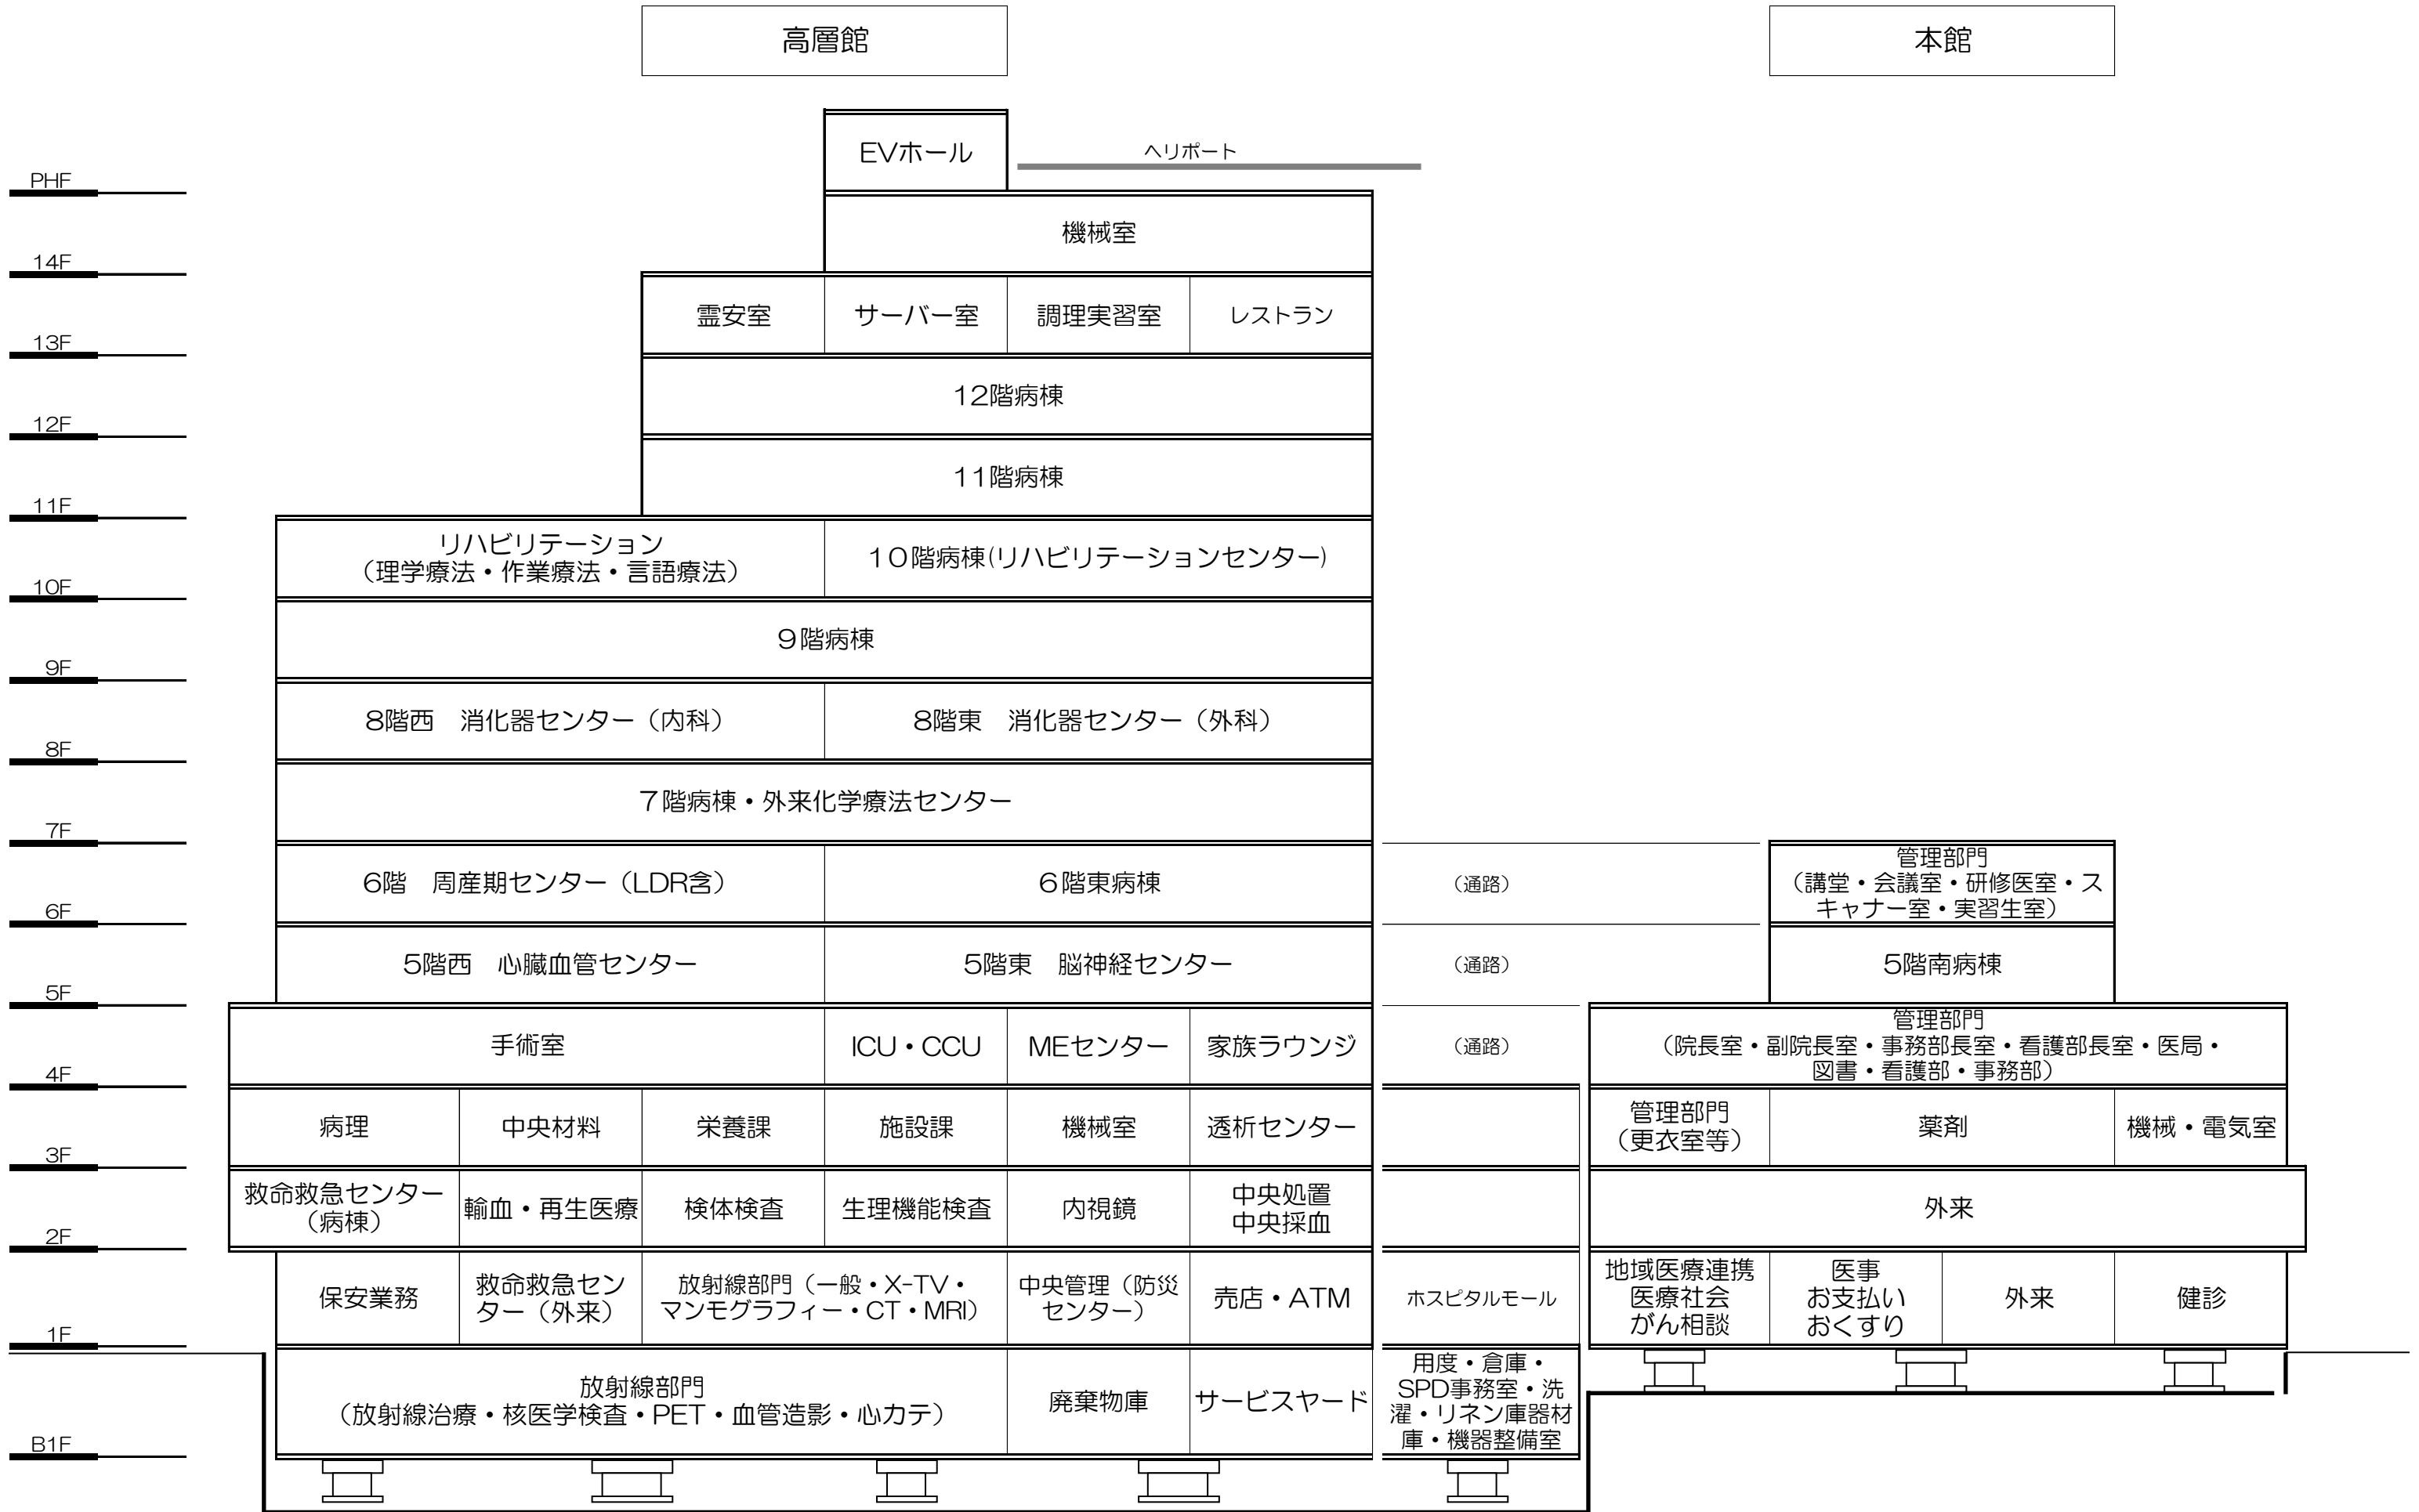 高層館
本館
EVホール
ヘリポート
PHF
機械室
14F
霊安室
サーバー室
調理実習室
レストラン
13F
12階病棟
12F
11階病棟
11F
リハビリテーション
（理学療法・作業療法・言語療法）
10階病棟(リハビリテーションセンター)
10F
9階病棟
9F
8階西　消化器センター（内科）
8階東　消化器センター（外科）
8F
7階病棟・外来化学療法センター
7F
6階　周産期センター（LDR含）
6階東病棟
（通路）
管理部門
（講堂・会議室・研修医室・ス
キャナー室・実習生室）
6F
5階西　心臓血管センター
5階東　脳神経センター
（通路）
5階南病棟
5F
手術室
ICU・CCU
MEセンター
家族ラウンジ
（通路）
管理部門
（院長室・副院長室・事務部長室・看護部長室・医局・
図書・看護部・事務部）
4F
病理
中央材料
栄養課
施設課
機械室
透析センター
管理部門
（更衣室等）
薬剤
機械・電気室
3F
救命救急センター
（病棟）
輸血・再生医療
検体検査
生理機能検査
内視鏡
中央処置
中央採血
外来
2F
保安業務
救命救急セン
ター（外来）
放射線部門（一般・X-TV・
マンモグラフィー・CT・MRI）
中央管理（防災
センター）
売店・ATM
ホスピタルモール
地域医療連携
医療社会
がん相談
医事
お支払い
おくすり
外来
健診
1F
放射線部門
（放射線治療・核医学検査・PET・血管造影・心カテ）
廃棄物庫
サービスヤード
用度・倉庫・
SPD事務室・洗
濯・リネン庫器材
庫・機器整備室
B1F